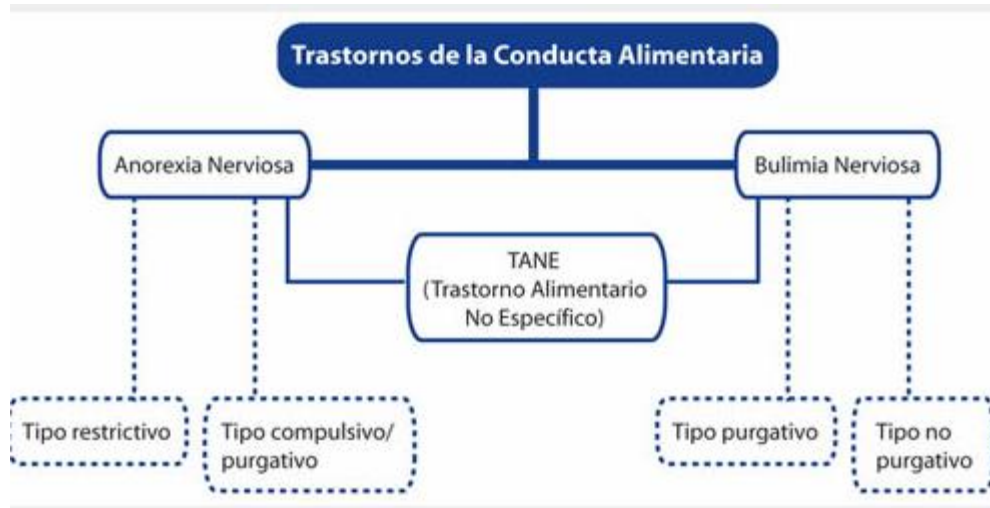 Trastornos de la Conducta Alimentaria
Anorexia Nerviosa
Bulimia Nerviosa
TANE
(Trastorno Alimentario
No Específico)
Tipo restrictivo
Tipo compulsivo/
purgativo
Tipo purgativo
Tipo no
purgativo